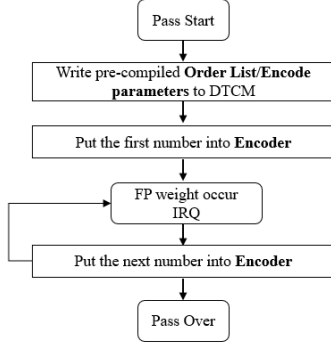 Pass Start
Write pre-compiled Order List/Encode
parameters to DTCM
Put the first number into Encoder
FP weight occur
IRQ
Put the next number into Encoder
Pass Over